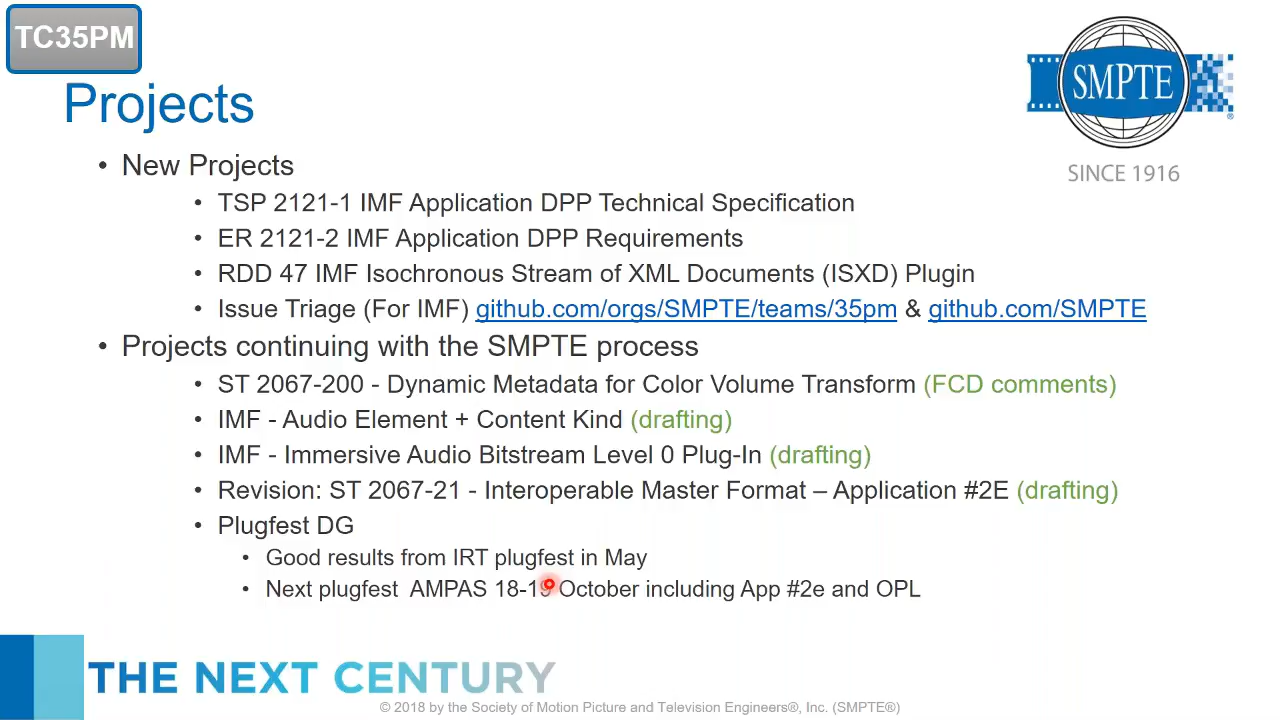 TC35PM
SMPTE
®
SINCE 1916
Projects
• New Projects
• TSP 2121-1 IMF Application DPP Technical Specification
• ER 2121-2 IMF Application DPP Requirements
• RDD 47 IMF Isochronous Stream of XML Documents (ISXD) Plugin
• Issue Triage (For IMF) github.com/orgs/SMPTE/teams/35pm & github.com/SMPTE
• Projects continuing with the SMPTE process
• ST 2067-200 - Dynamic Metadata for Color Volume Transform (FCD comments)
• IMF - Audio Element + Content Kind (drafting)
• IMF - Immersive Audio Bitstream Level 0 Plug-In (drafting)
• Revision: ST 2067-21 - Interoperable Master Format – Application #2E (drafting)
• Plugfest DG
• Good results from IRT plugfest in May
• Next plugfest AMPAS 18-19 October including App #2e and OPL
THE NEXT CENTURY
© 2018 by the Society of Motion Picture and Television Engineers®, Inc. (SMPTE®)